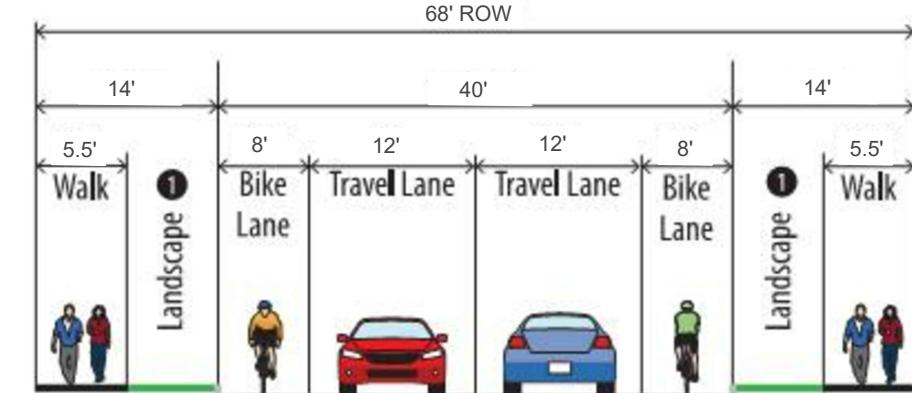 68' ROW
14'
40'
14'
5.5'
8'
12'
12'
8'
5.5'
Walk
1
Landscape
Bike
Lane
Travel Lane
Travel Lane
Bike
Lane
1
Landscape
Walk